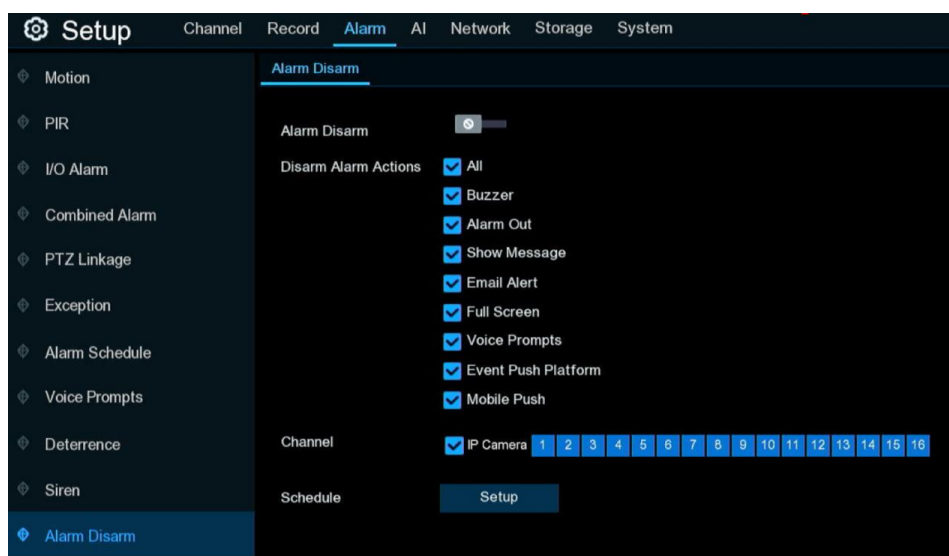 Setup Channel Record Alarm AI Network Storage System
Motion
PIR
I/O Alarm
Combined Alarm
PTZ Linkage
Exception
Alarm Schedule
Voice Prompts
Deterrence
Siren
Alarm Disarm
Alarm Disarm
Alarm Disarm
Disarm Alarm Actions
All
Buzzer
Alarm Out
Show Message
Email Alert
Full Screen
Voice Prompts
Event Push Platform
Mobile Push
Channel IP Camera 1 2 3 4 5 6 7 8 9 10 11 12 13 14 15 16
Schedule Setup